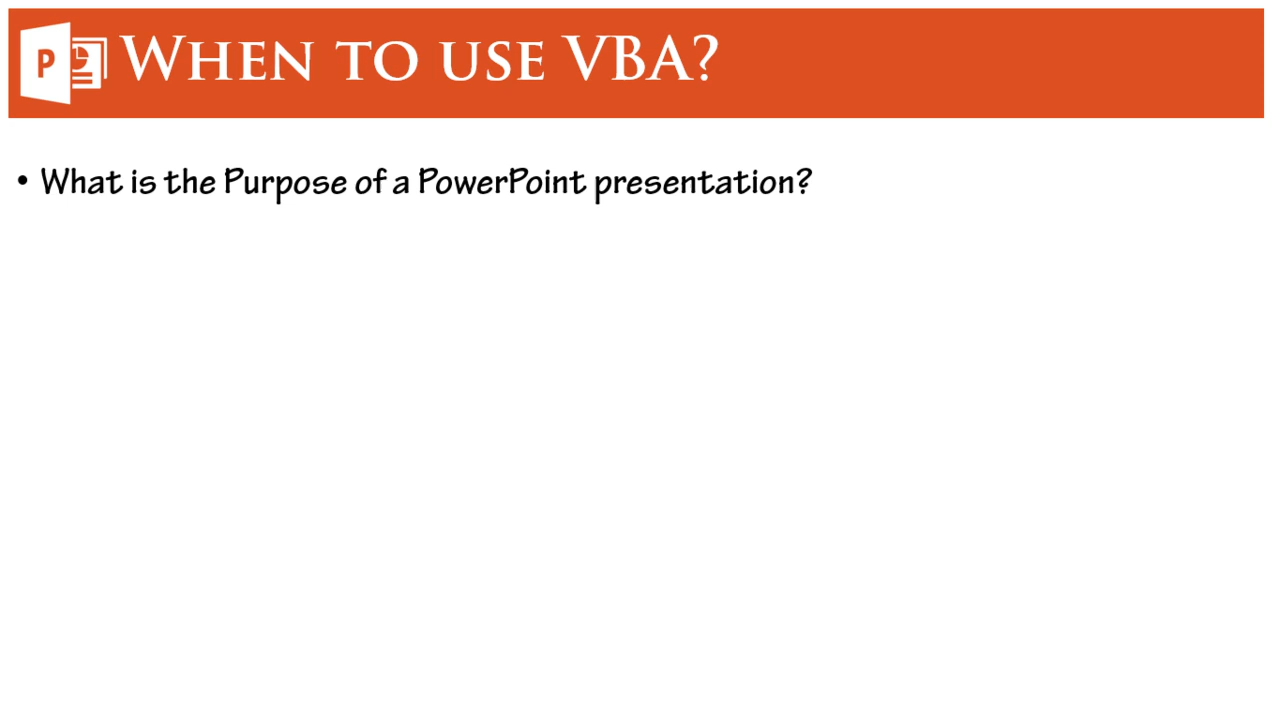 P
WHEN TO USE VBA?
• What is the Purpose of a PowerPoint presentation?